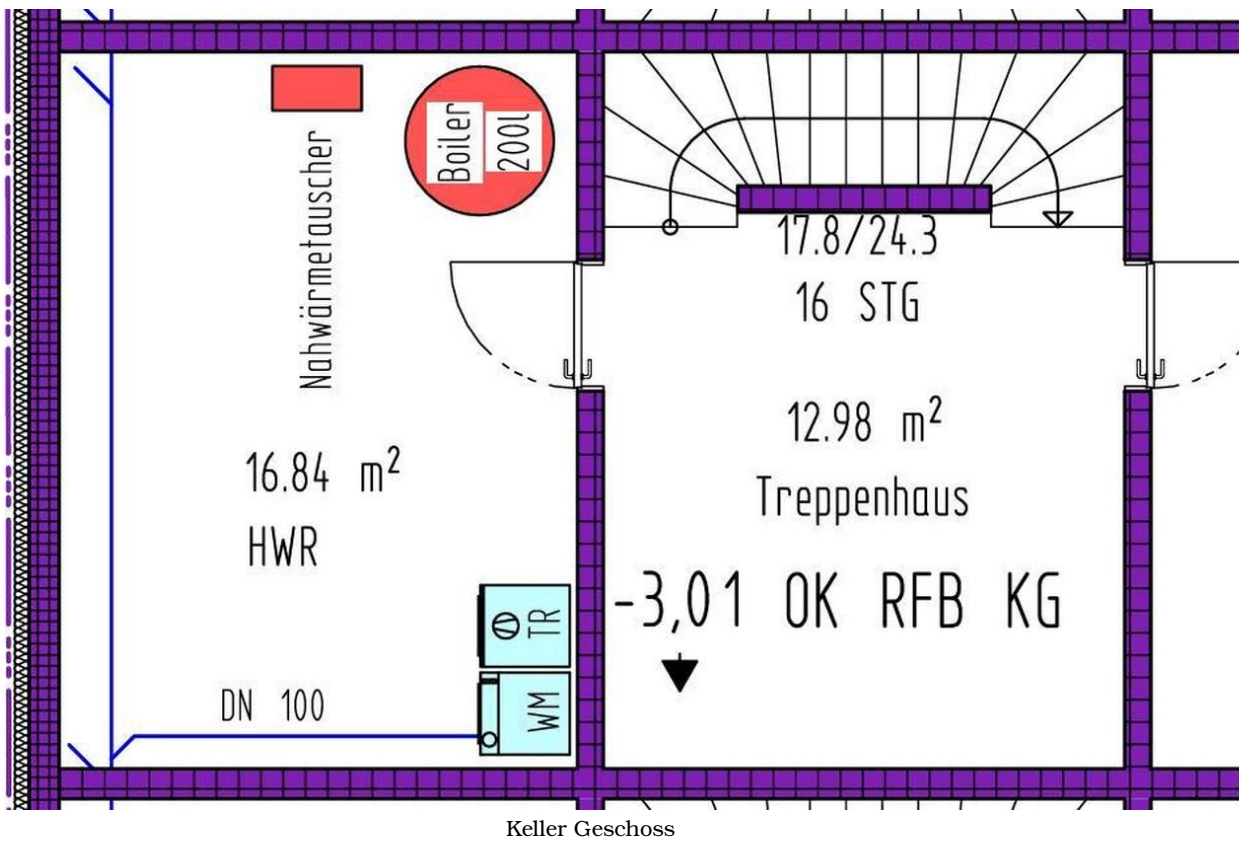 Boiler
200l
Nahwärmetauscher
16.84 m²
HWR
TR
WM
DN 100
17.8/24.3
16 STG
12.98 m²
Treppenhaus
-3,01 OK RFB KG
Keller Geschoss